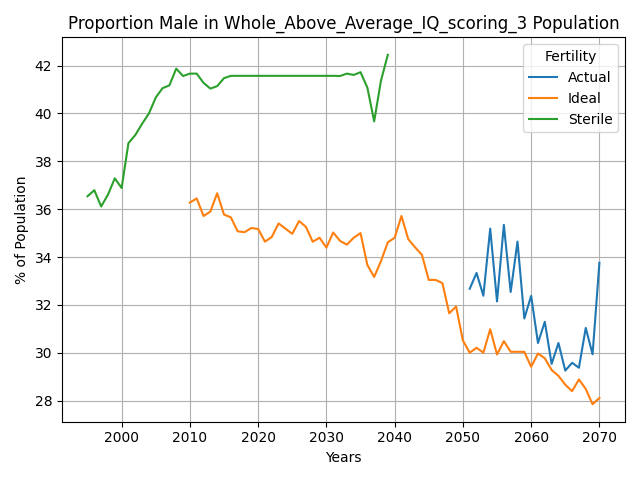 Proportion Male in Whole_Above_Average_IQ_scoring_3 Population
Fertility
Actual
Ideal
Sterile
% of Population
42
40
38
36
34
32
30
28
2000
2010
2020
2030
2040
2050
2060
2070
Years